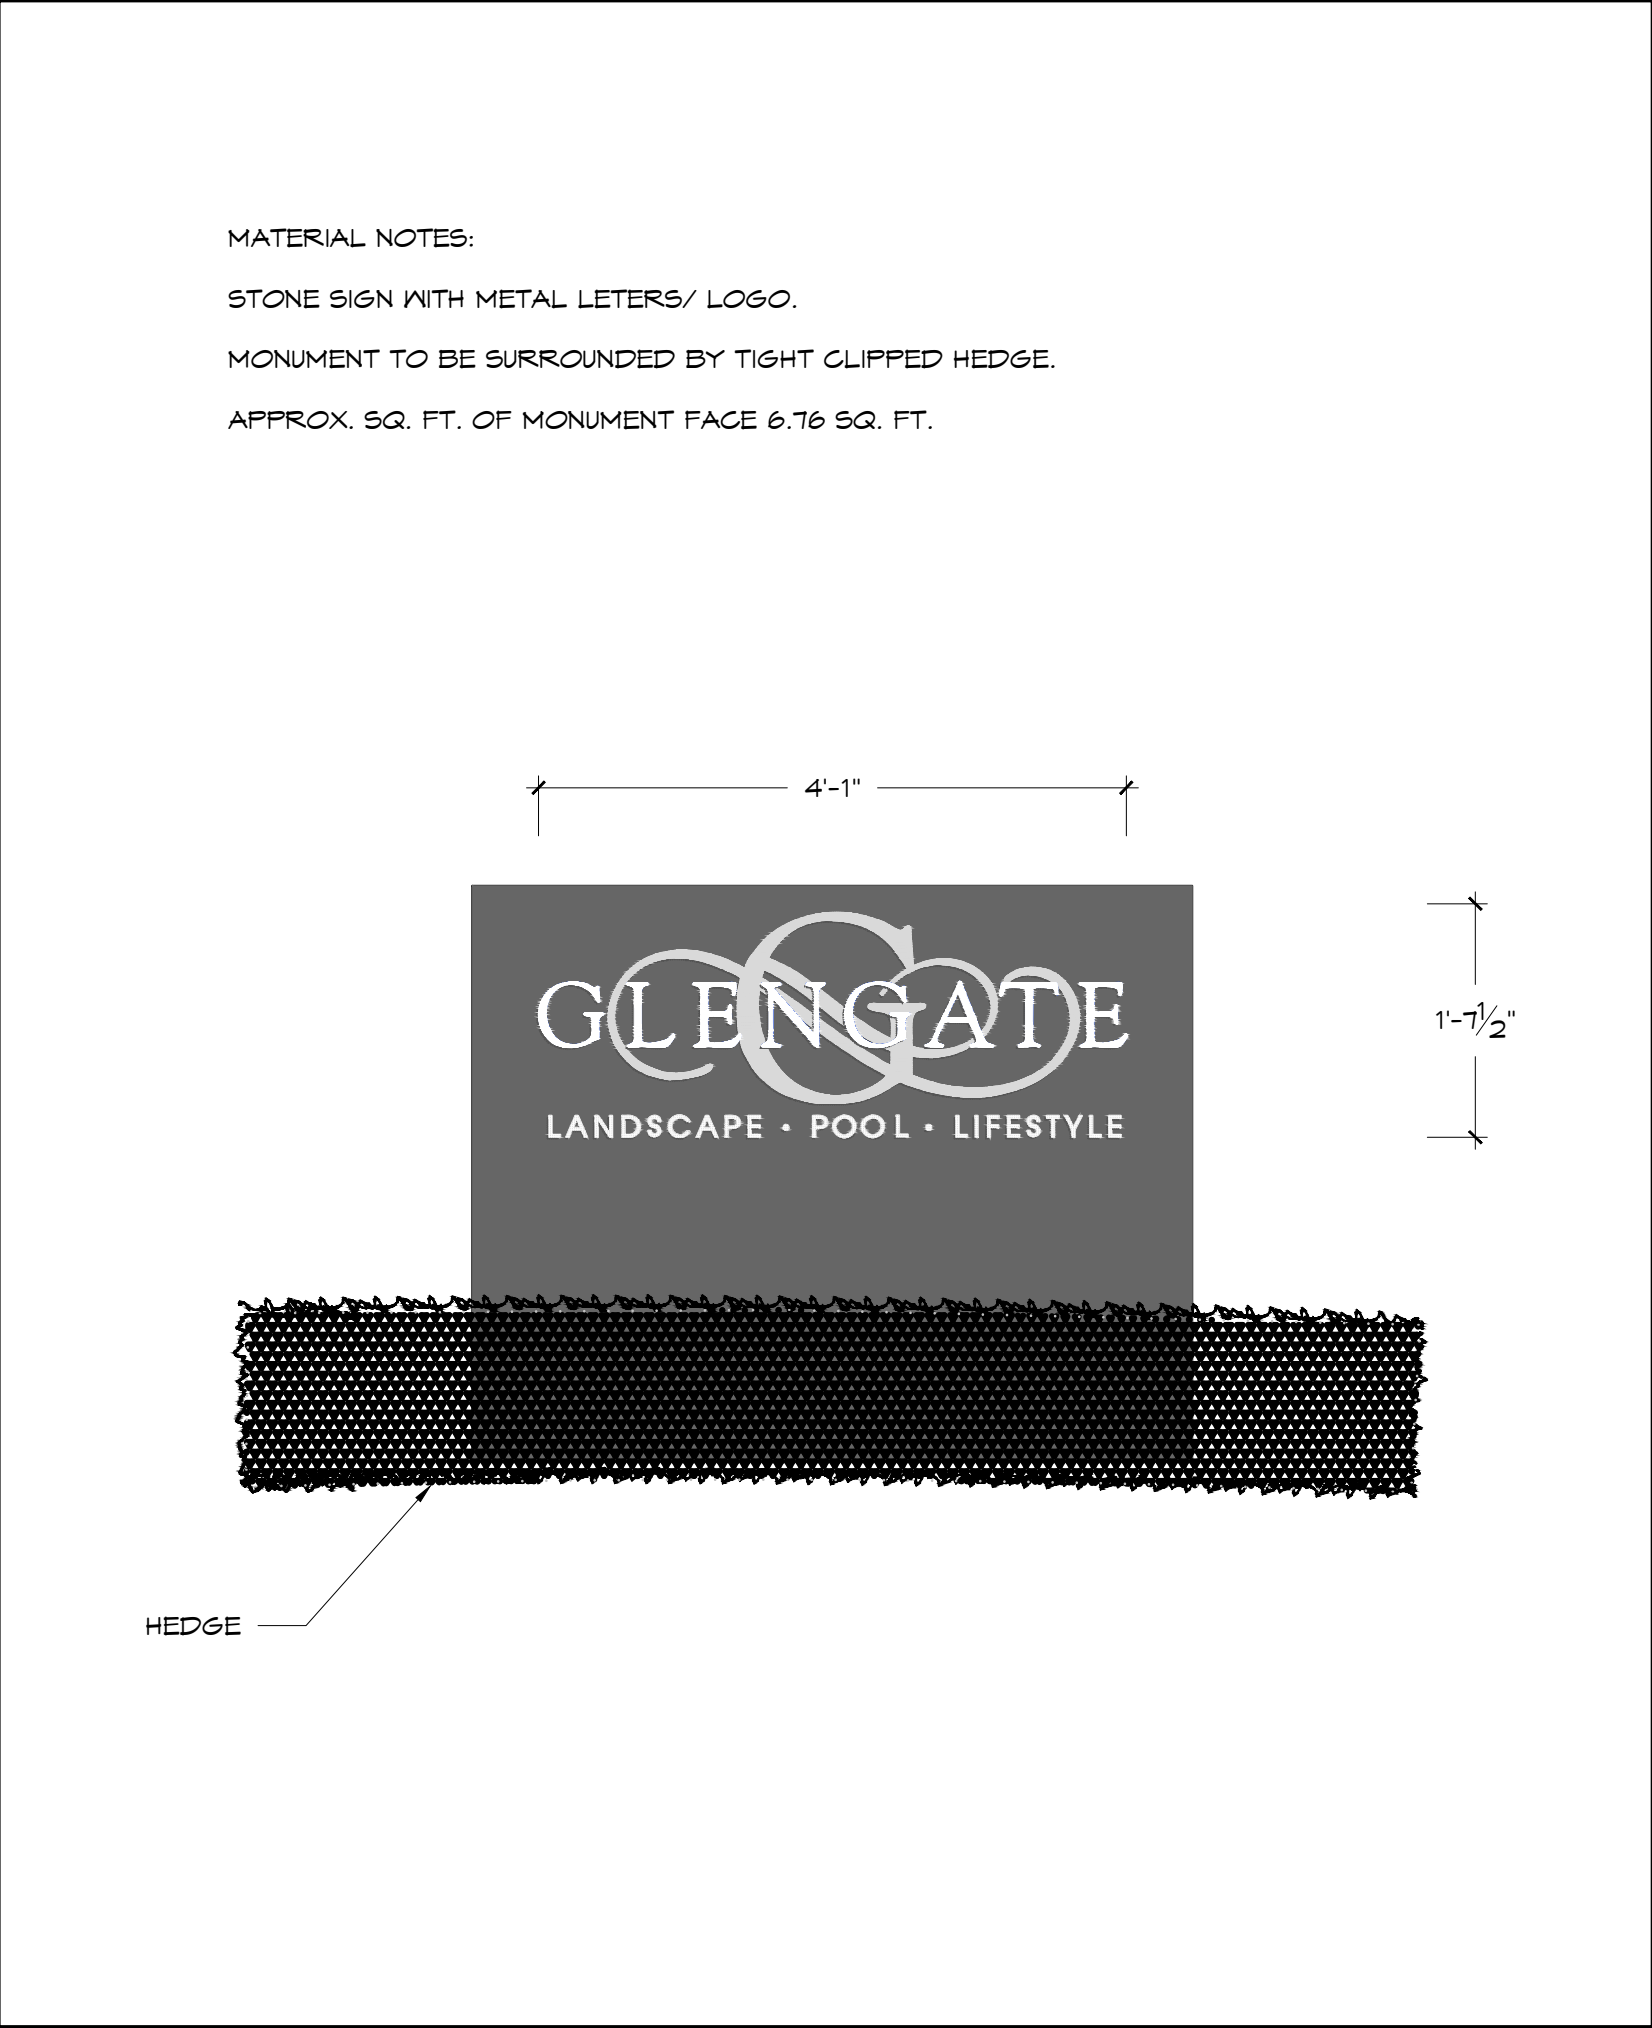 MATERIAL NOTES:
STONE SIGN WITH METAL LETERS/ LOGO.
MONUMENT TO BE SURROUNDED BY TIGHT CLIPPED HEDGE.
APPROX. SQ. FT. OF MONUMENT FACE 6.76 SQ. FT.
4'-1"
G
GLENGATE
1'-7½"
LANDSCAPE · POOL · LIFESTYLE
HEDGE